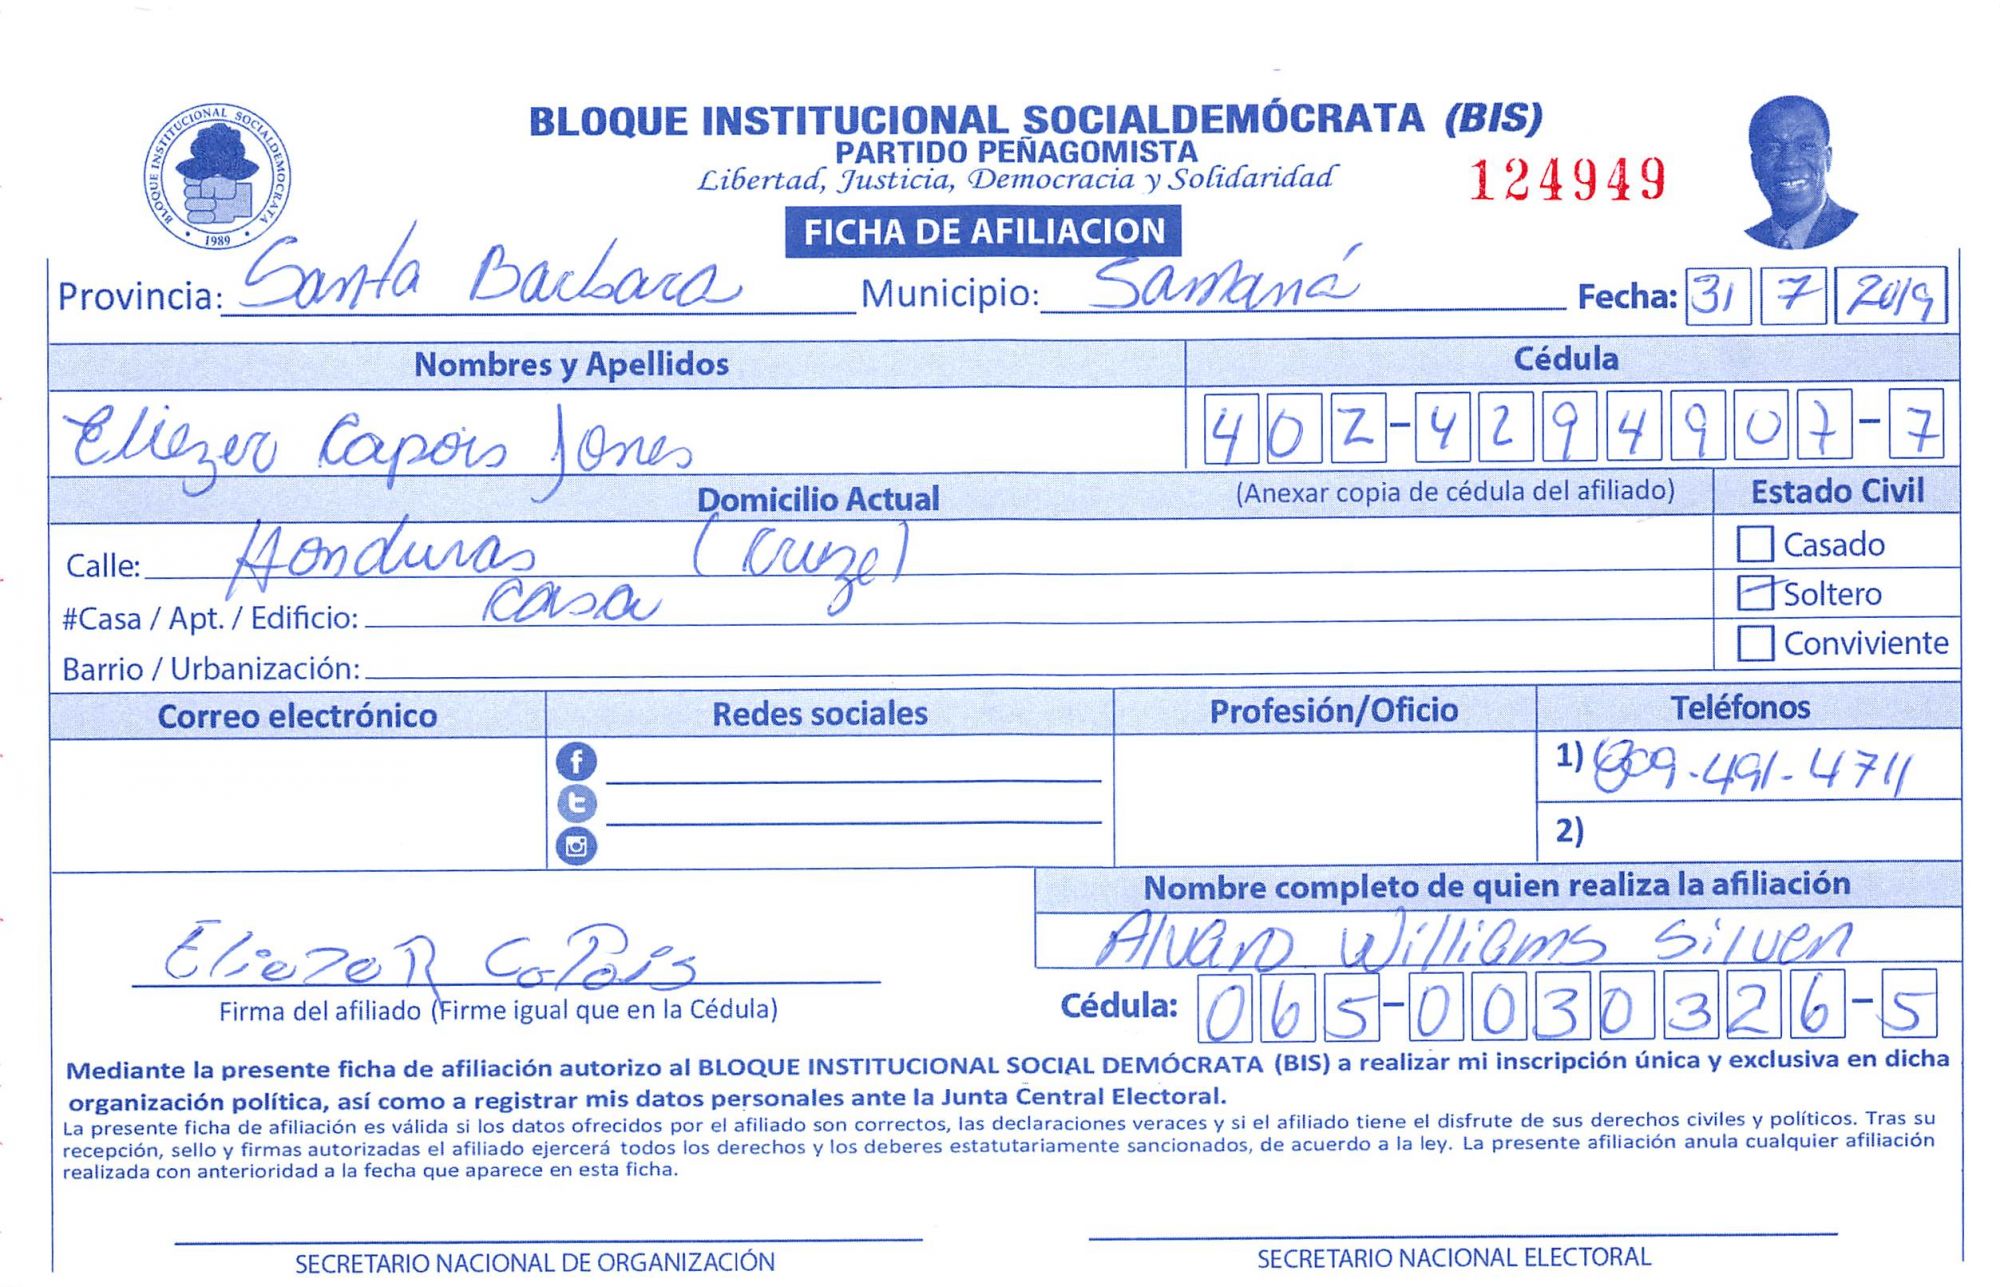 BLOQUE INSTITUCIONAL SOCIALDEMÓCRATA
1989
BLOQUE INSTITUCIONAL SOCIALDEMÓCRATA (BIS)
PARTIDO PEÑAGOMISTA
Libertad, Justicia, Democracia y Solidaridad
124949
FICHA DE AFILIACION
Provincia: Santa Barbara Municipio: Samaná Fecha: 31 7 2019
Nombres y Apellidos Cédula
Eliezer Capois Jones 402-4294907-7
Domicilio Actual (Anexar copia de cédula del afiliado) Estado Civil
Calle: Honduras (Cruze) Casado
#Casa / Apt. / Edificio: Casa Soltero
Barrio / Urbanización: Conviviente
Correo electrónico Redes sociales Profesión/Oficio Teléfonos
1) 809-491-4711
2)
Nombre completo de quien realiza la afiliación
Alvaro Williams Silven
EliezeR CaPois
Firma del afiliado (Firme igual que en la Cédula) Cédula: 065-0030326-5
Mediante la presente ficha de afiliación autorizo al BLOQUE INSTITUCIONAL SOCIAL DEMÓCRATA (BIS) a realizar mi inscripción única y exclusiva en dicha
organización política, así como a registrar mis datos personales ante la Junta Central Electoral.
La presente ficha de afiliación es válida si los datos ofrecidos por el afiliado son correctos, las declaraciones veraces y si el afiliado tiene el disfrute de sus derechos civiles y políticos. Tras su
recepción, sello y firmas autorizadas el afiliado ejercerá todos los derechos y los deberes estatutariamente sancionados, de acuerdo a la ley. La presente afiliación anula cualquier afiliación
realizada con anterioridad a la fecha que aparece en esta ficha.
SECRETARIO NACIONAL DE ORGANIZACIÓN SECRETARIO NACIONAL ELECTORAL